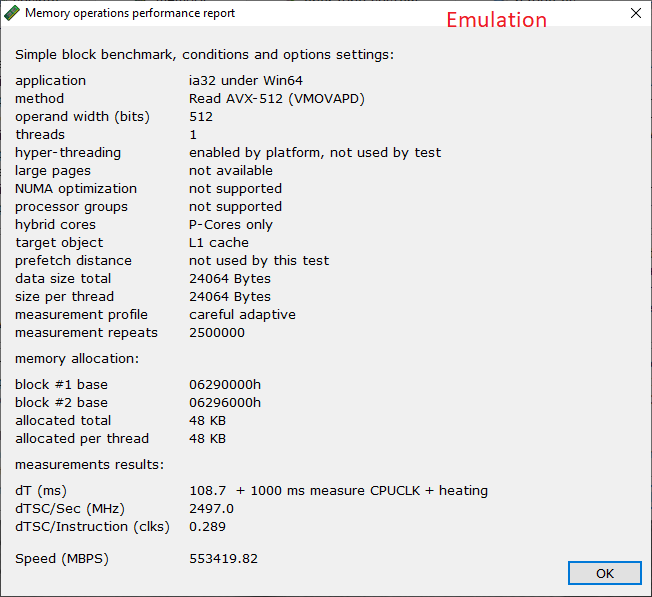 Memory operations performance report
Emulation
Simple block benchmark, conditions and options settings:
application ia32 under Win64
method Read AVX-512 (VMOVAPD)
operand width (bits) 512
threads 1
hyper-threading enabled by platform, not used by test
large pages not available
NUMA optimization not supported
processor groups not supported
hybrid cores P-Cores only
target object L1 cache
prefetch distance not used by this test
data size total 24064 Bytes
size per thread 24064 Bytes
measurement profile careful adaptive
measurement repeats 2500000
memory allocation:
block #1 base 06290000h
block #2 base 06296000h
allocated total 48 KB
allocated per thread 48 KB
measurements results:
dT (ms) 108.7 + 1000 ms measure CPUCLK + heating
dTSC/Sec (MHz) 2497.0
dTSC/Instruction (clks) 0.289
Speed (MBPS) 553419.82
OK